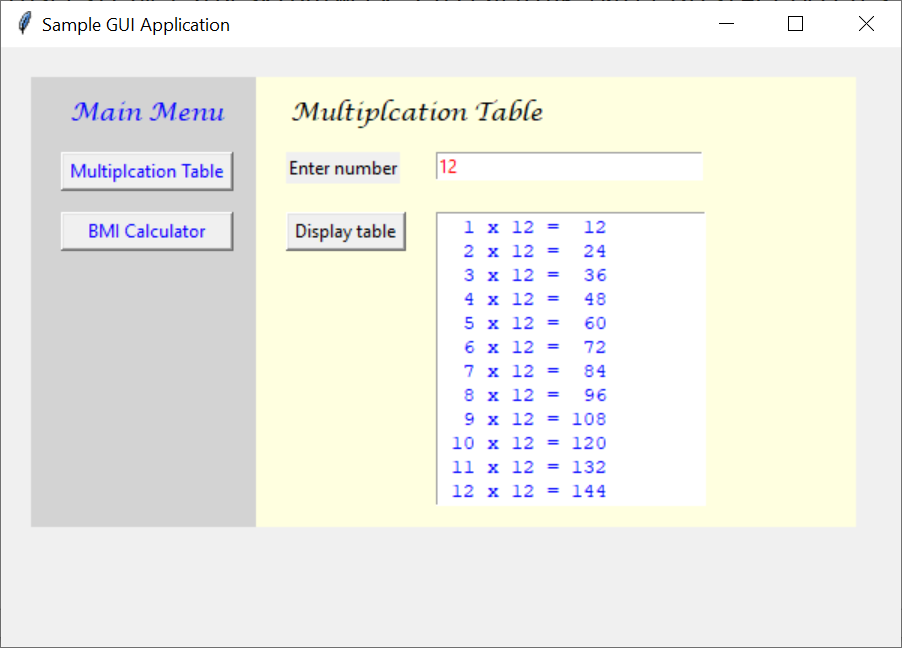 Sample GUI Application
Main Menu
Multiplcation Table
BMI Calculator
Multiplcation Table
Enter number
12
Display table
1 x 12 = 12
2 x 12 = 24
3 x 12 = 36
4 x 12 = 48
5 x 12 = 60
6 x 12 = 72
7 x 12 = 84
8 x 12 = 96
9 x 12 = 108
10 x 12 = 120
11 x 12 = 132
12 x 12 = 144